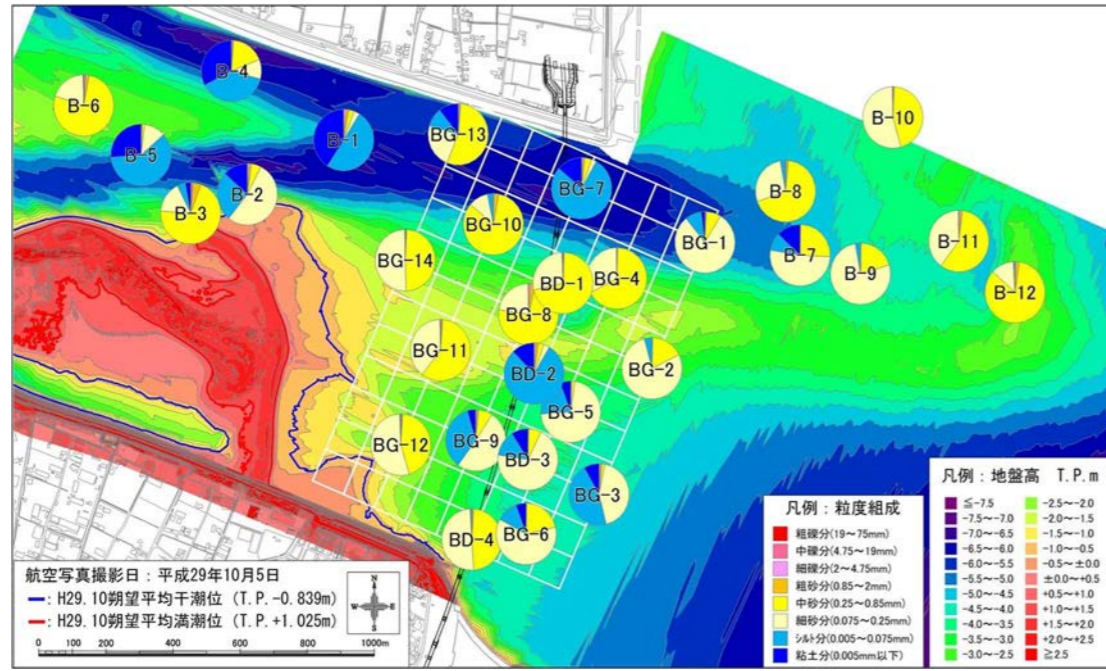 B-4
B-6
B-10
B-1
BG-13
B-5
BG-7
B-2
B-8
B-3
BG-10
BG-1
B-7
B-11
BG-14
B-9
BG-4
BD-1
B-12
BG-8
BG-11
BG-2
BD-2
BG-5
BG-12
BG-9
BD-3
BG-3
BG-6
BD-4
航空写真撮影日：平成29年10月5日
：H29.10朔望平均干潮位（T.P.-0.839m）
：H29.10朔望平均満潮位（T.P.+1.025m）
0 200 400 600 800 1000m
N
W E
S
凡例：粒度組成
粗礫分(19～75mm)
中礫分(4.75～19mm)
細礫分(2～4.75mm)
粗砂分(0.85～2mm)
中砂分(0.25～0.85mm)
細砂分(0.075～0.25mm)
シルト分(0.005～0.075mm)
粘土分(0.005mm以下)
凡例：地盤高 T.P.m
≦-7.5
-7.5～-7.0
-7.0～-6.5
-6.5～-6.0
-6.0～-5.5
-5.5～-5.0
-5.0～-4.5
-4.5～-4.0
-4.0～-3.5
-3.5～-3.0
-3.0～-2.5
-2.5～-2.0
-2.0～-1.5
-1.5～-1.0
-1.0～-0.5
-0.5～±0.0
±0.0～+0.5
+0.5～+1.0
+1.0～+1.5
+1.5～+2.0
+2.0～+2.5
≧2.5